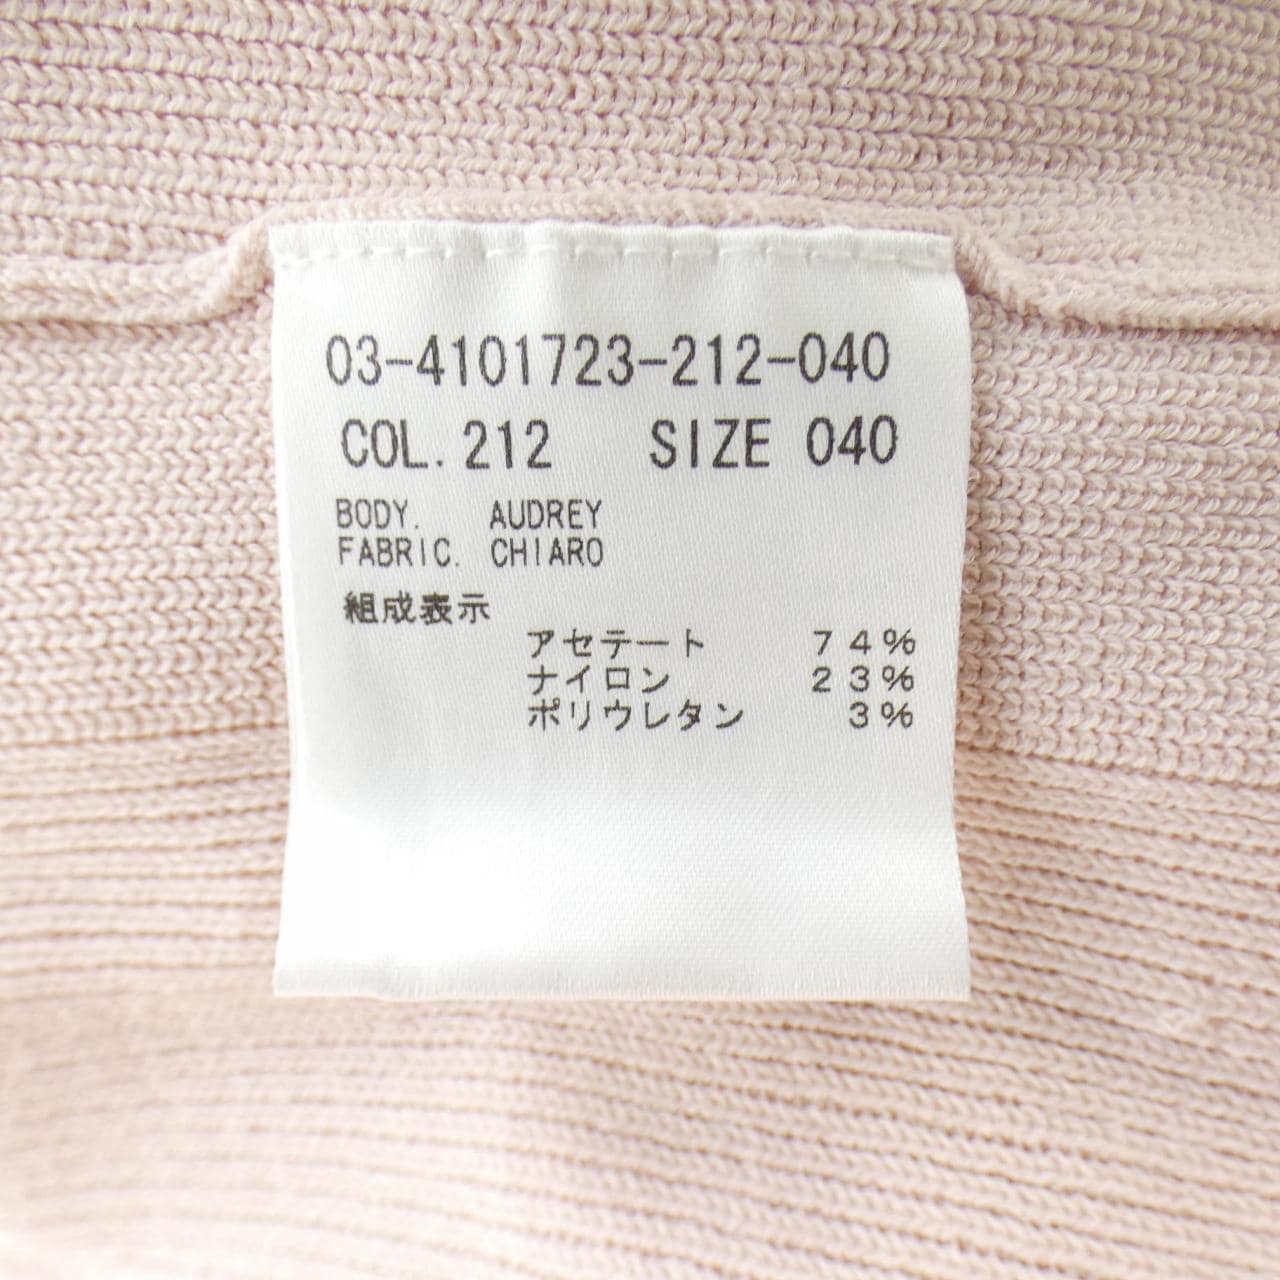 03-4101723-212-040
COL. 212 SIZE 040
BODY. AUDREY
FABRIC. CHIARO
組成表示
アセテート 74%
ナイロン 23%
ポリウレタン 3%